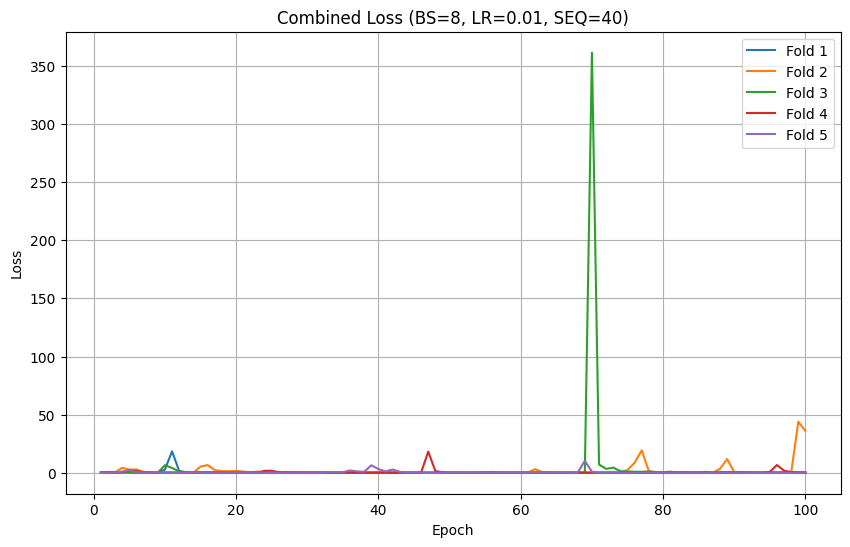 Combined Loss (BS=8, LR=0.01, SEQ=40)
Fold 1
Fold 2
Fold 3
Fold 4
Fold 5
350
300
250
200
150
100
50
0
Loss
0 20 40 60 80 100
Epoch